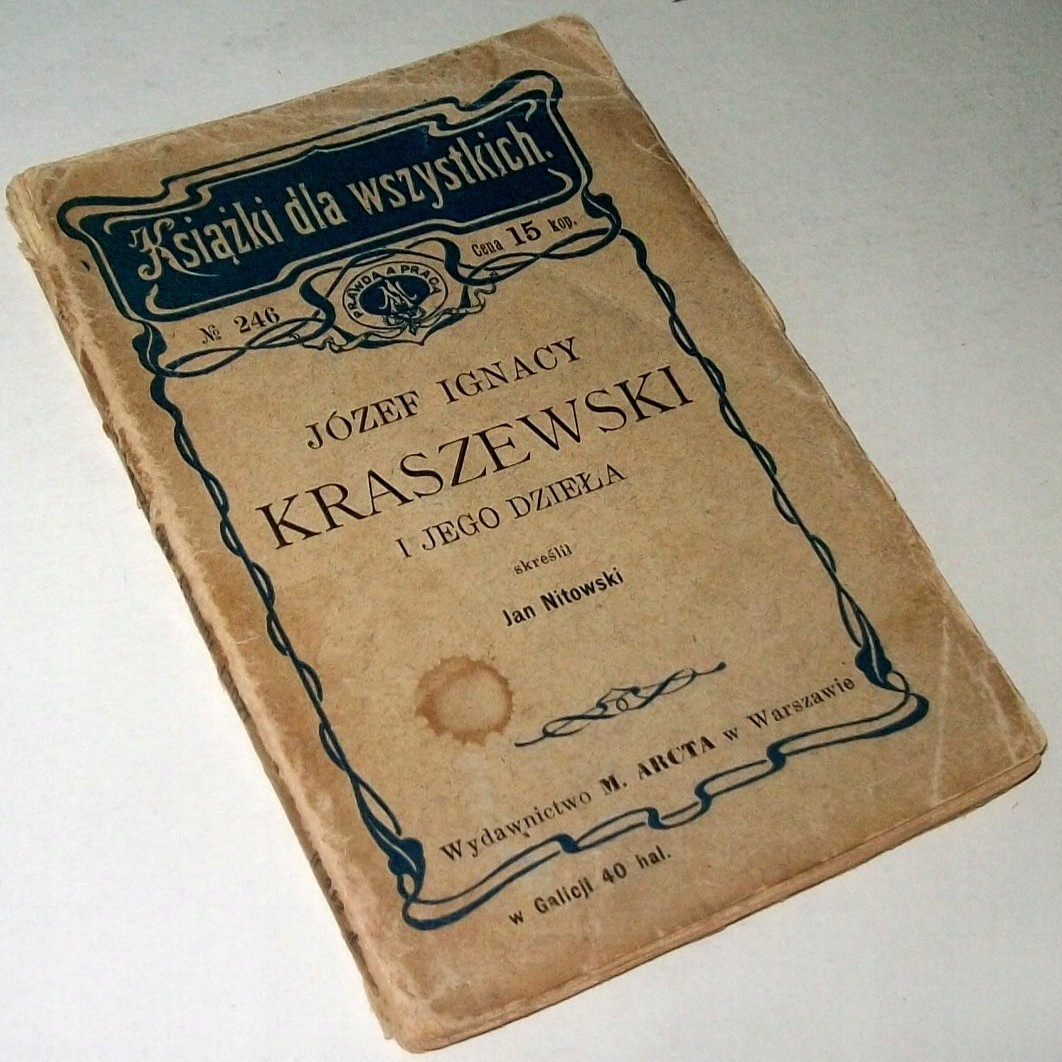 Książki dla wszystkich.
№ 246
PRAWDA A PRACA
M
Cena 15 kop.
JÓZEF IGNACY
KRASZEWSKI
I JEGO DZIEŁA
skreślił
Jan Nitowski
Wydawnictwo M. ARCTA w Warszawie
w Galicji 40 hal.